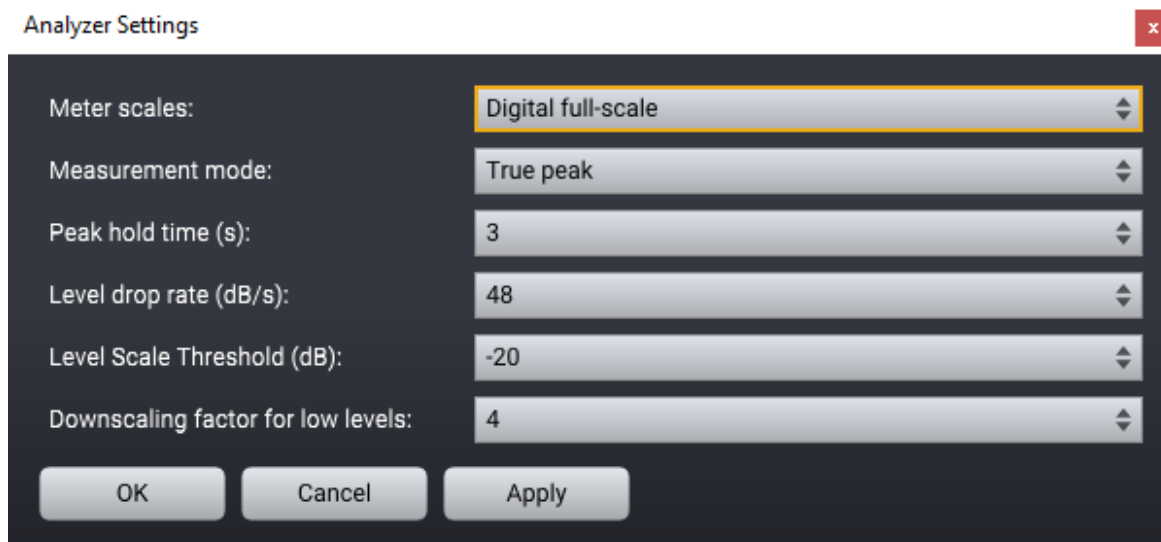 Analyzer Settings
x
Meter scales: Digital full-scale
Measurement mode: True peak
Peak hold time (s): 3
Level drop rate (dB/s): 48
Level Scale Threshold (dB): -20
Downscaling factor for low levels: 4
OK Cancel Apply